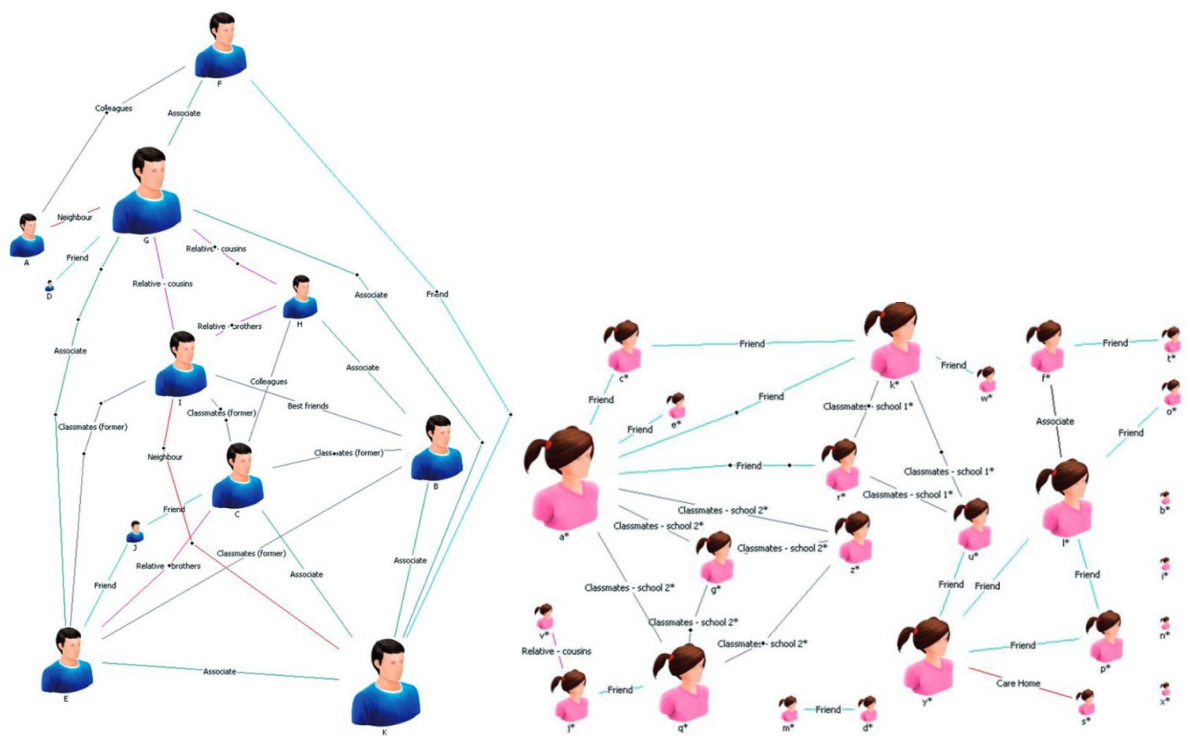 F
Colleagues
Associate
Neighbour
A
G
Relative - cousins
Friend
D
Relative - cousins
Associate
Friend
H
Relative - brothers
Associate
Colleagues
Associate
I
Best friends
Classmates (former)
Classmates (former)
Neighbour
Classmates (former)
B
C
Friend
J
Classmates (former)
Relative - brothers
Associate
Associate
Friend
E
Associate
K
Friend
k*
c*
Friend
Friend
w*
Friend
Classmates - school 1*
e*
Friend
f*
Friend
t*
o*
Associate
Friend
a*
Friend
r*
Classmates - school 1*
Classmates - school 1*
Classmates - school 2*
Classmates - school 2*
Classmates - school 2*
z*
g*
u*
l*
b*
i*
Classmates - school 2*
Friend
Friend
Friend
v*
Classmates - school 2*
Classmates - school 2*
n*
Relative - cousins
Friend
j*
q*
Friend
p*
y*
Care Home
s*
x*
m*
Friend
d*